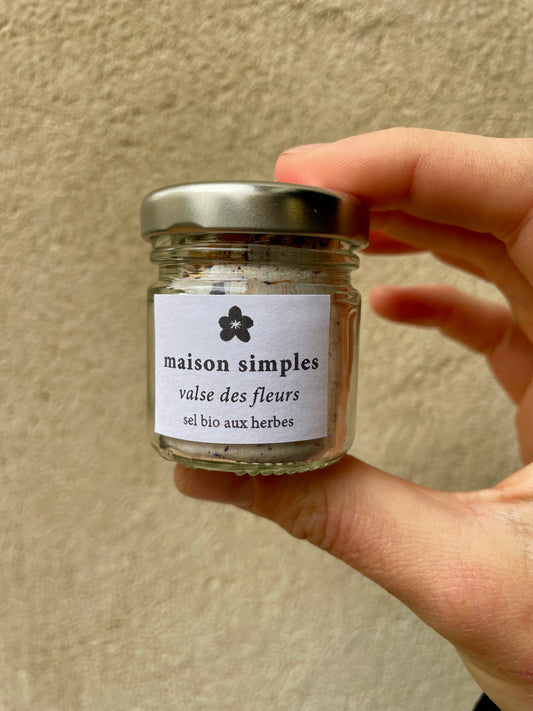 maison simples
valse des fleurs
sel bio aux herbes